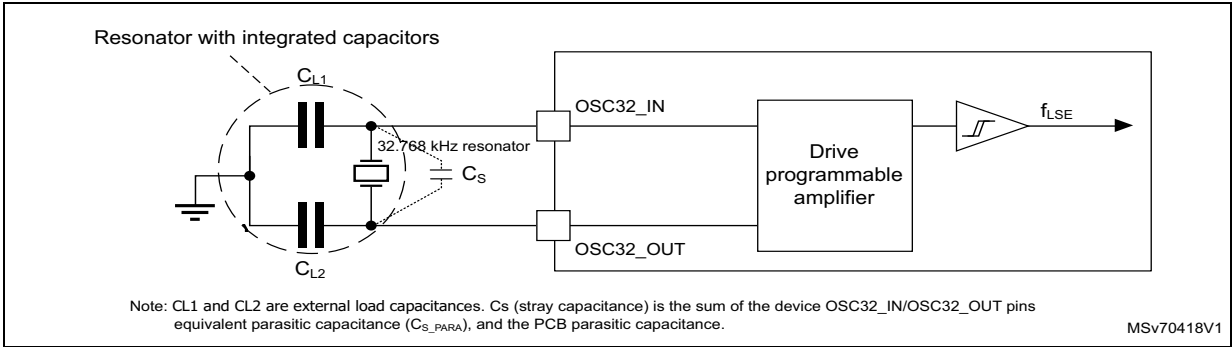 Resonator with integrated capacitors
CL1
OSC32_IN
fLSE
32.768 kHz resonator
CS
Drive
programmable
amplifier
OSC32_OUT
CL2
Note: CL1 and CL2 are external load capacitances. Cs (stray capacitance) is the sum of the device OSC32_IN/OSC32_OUT pins
equivalent parasitic capacitance (CS_PARA), and the PCB parasitic capacitance.
MSv70418V1